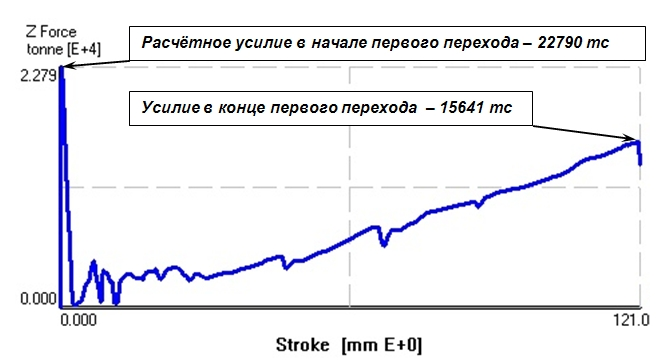 Z Force
tonne [E+4]
Расчётное усилие в начале первого перехода – 22790 тс
2.279
Усилие в конце первого перехода – 15641 тс
0.000
0.000
121.0
Stroke [mm E+0]